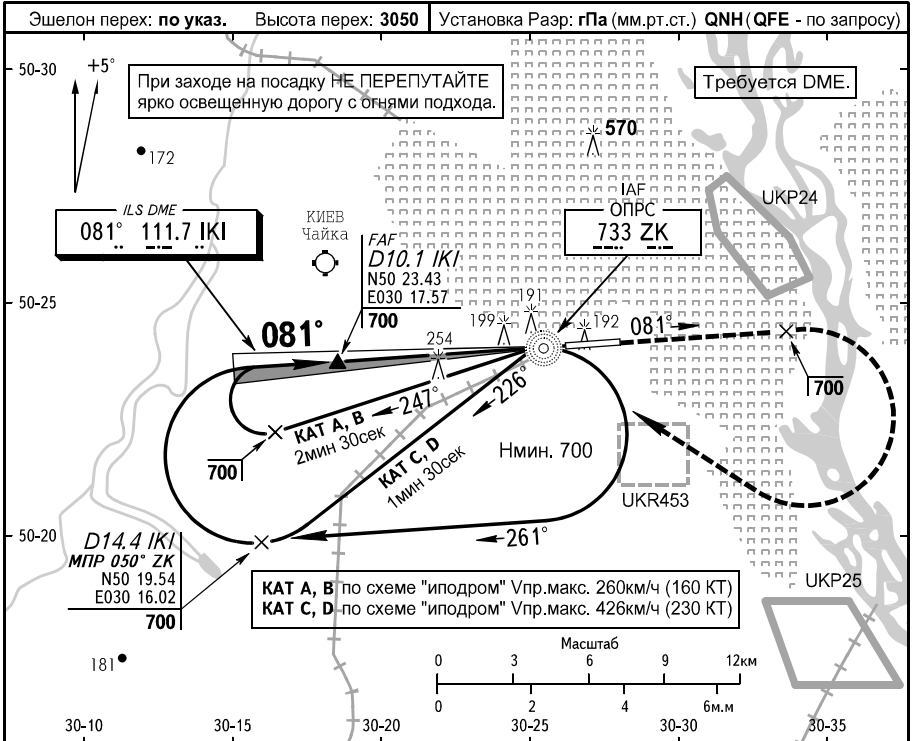 Эшелон перех: по указ. Высота перех: 3050 Установка Раэр: гПа (мм.рт.ст.) QNH (QFE - по запросу)
50-30
+5°
При заходе на посадку НЕ ПЕРЕПУТАЙТЕ
ярко освещенную дорогу с огнями подхода.
Требуется DME.
570
172
ILS DME
081° 111.7 IKI
КИЕВ
Чайка
FAF
D10.1 IKI
N50 23.43
E030 17.57
700
IAF
ОПРС
733 ZK
UKP24
50-25
081°
254
199
191
192
081°
700
247°
226°
КАТ A, B
2мин 30сек
700
КАТ C, D
1мин 30сек
Нмин. 700
UKR453
50-20
261°
D14.4 IKI
МПР 050° ZK
N50 19.54
E030 16.02
700
КАТ A, B по схеме "иподром" Vпр.макс. 260км/ч (160 КТ)
КАТ C, D по схеме "иподром" Vпр.макс. 426км/ч (230 КТ)
UKP25
181
Масштаб
0 3 6 9 12км
0 2 4 6м.м
30-10 30-15 30-20 30-25 30-30 30-35